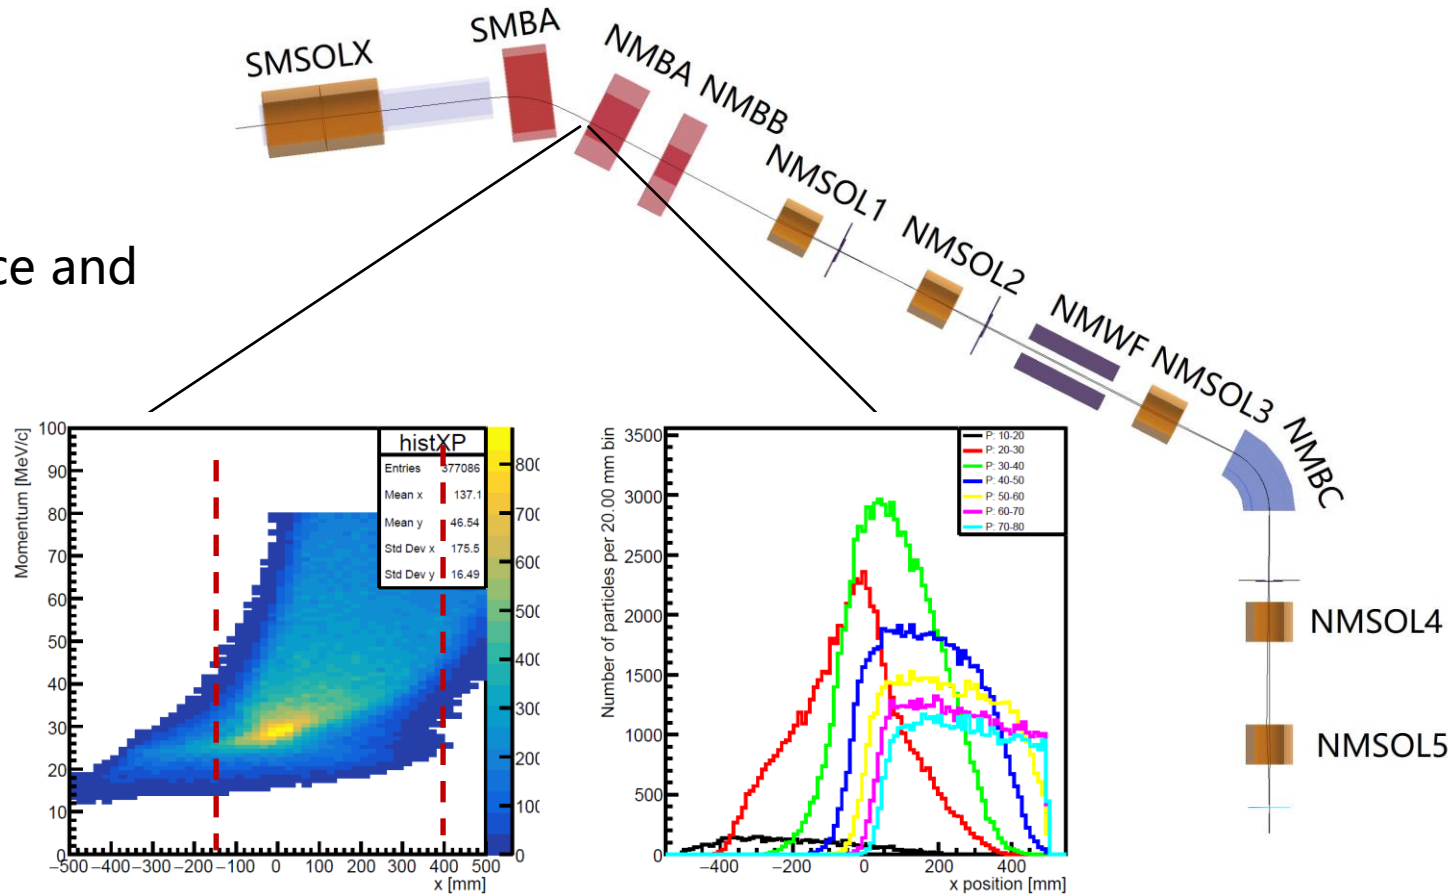 SMSOLX
SMBA
NMBA NMBB
NMSOL1
NMSOL2
NMWF NMSOL3
NMBC
NMSOL4
NMSOL5
ce and
histXP
Entries 377086
Mean x 137.1
Mean y 46.54
Std Dev x 175.5
Std Dev y 16.49
Momentum [MeV/c]
100
90
80
70
60
50
40
30
20
10
0
−500 −400 −300 −200 −100 0 100 200 300 400 500
x [mm]
800
700
600
500
400
300
200
100
0
P: 10-20
P: 20-30
P: 30-40
P: 40-50
P: 50-60
P: 60-70
P: 70-80
Number of particles per 20.00 mm bin
3500
3000
2500
2000
1500
1000
500
0
−400 −200 0 200 400
x position [mm]